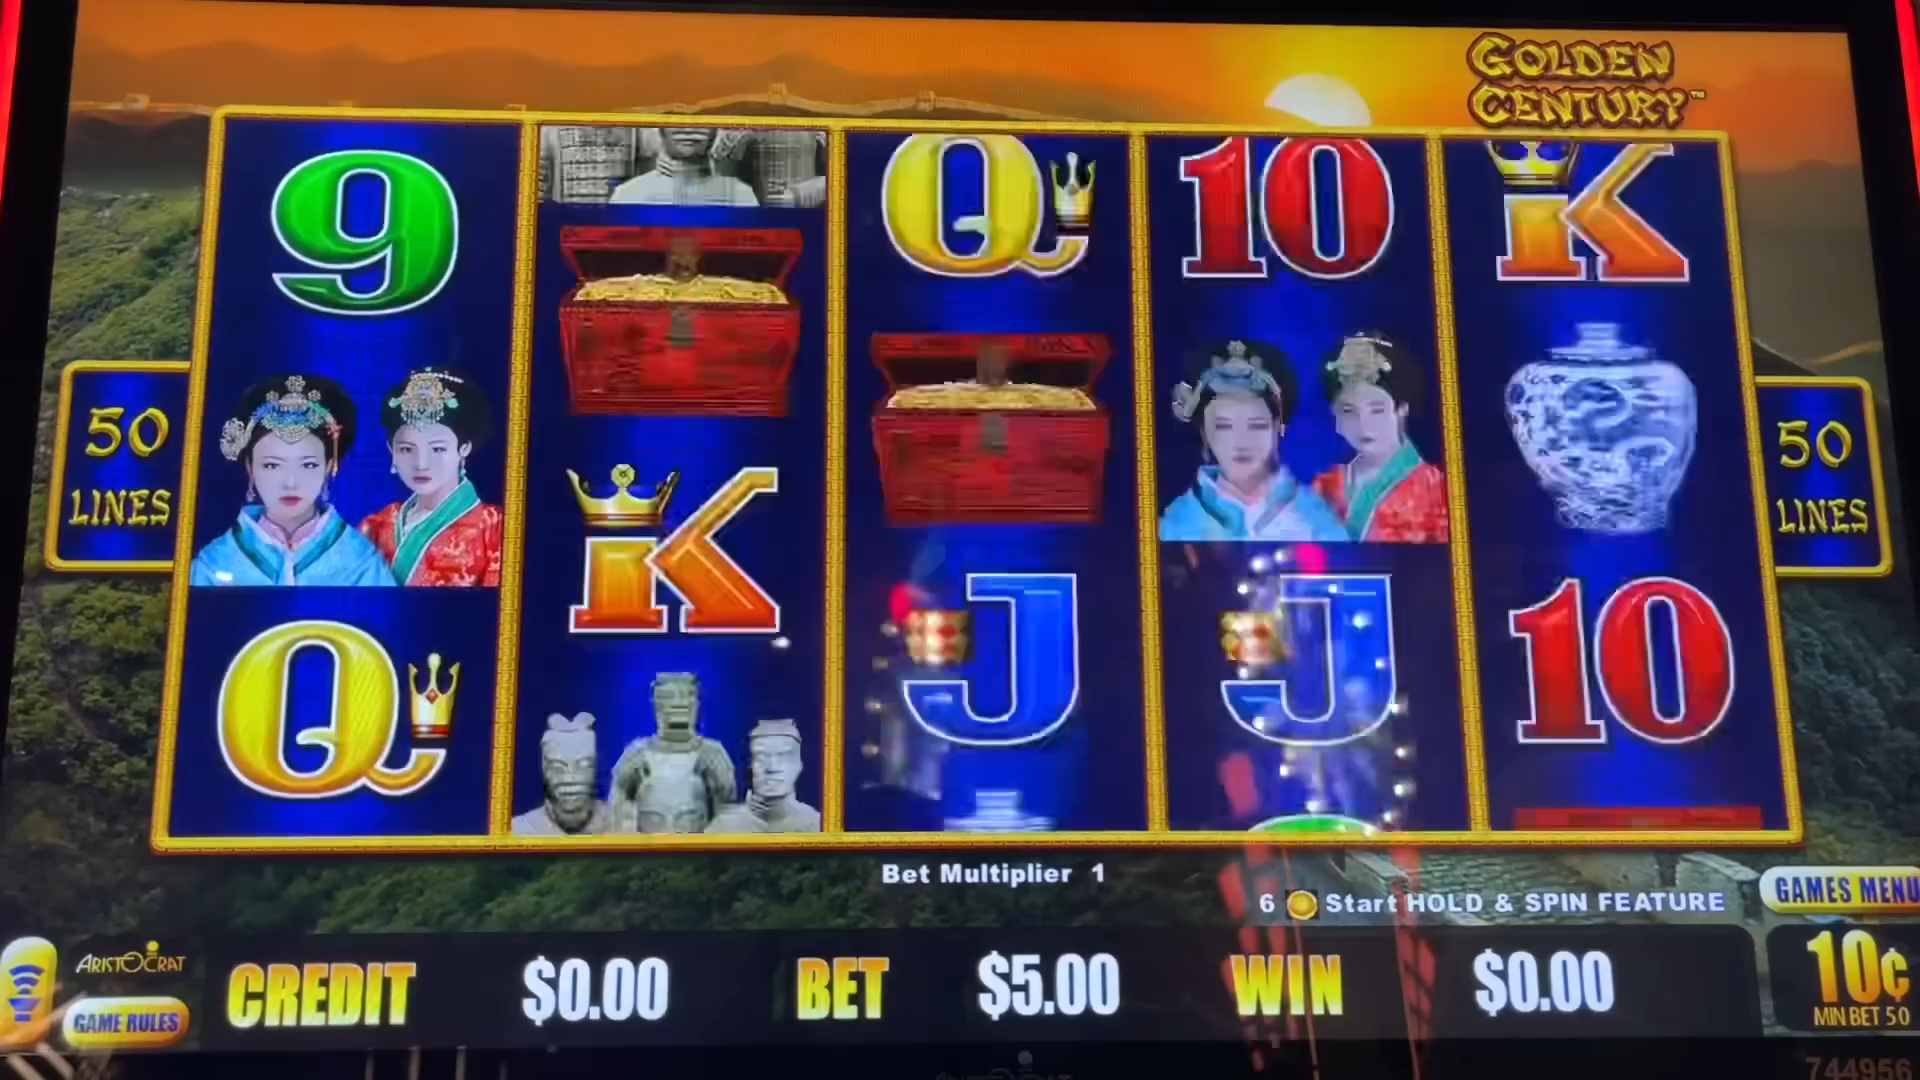 GOLDEN
CENTURY™
9
Q
10
K
50
LINES
50
LINES
K
Q
J
J
10
Bet Multiplier 1
6 Start HOLD & SPIN FEATURE
GAMES MENU
ARISTOCRAT
GAME RULES
CREDIT $0.00 BET $5.00 WIN $0.00
10¢
MIN BET 50
744956